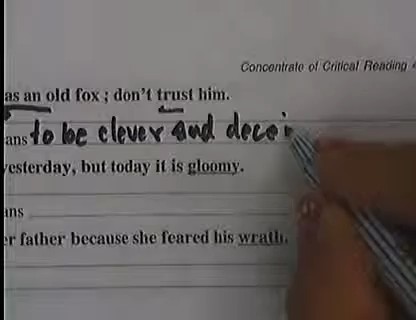 Concentrate of Critical Reading
as an old fox ; don't trust him.
ans to be clever and decei
yesterday, but today it is gloomy.
ans
er father because she feared his wrath.